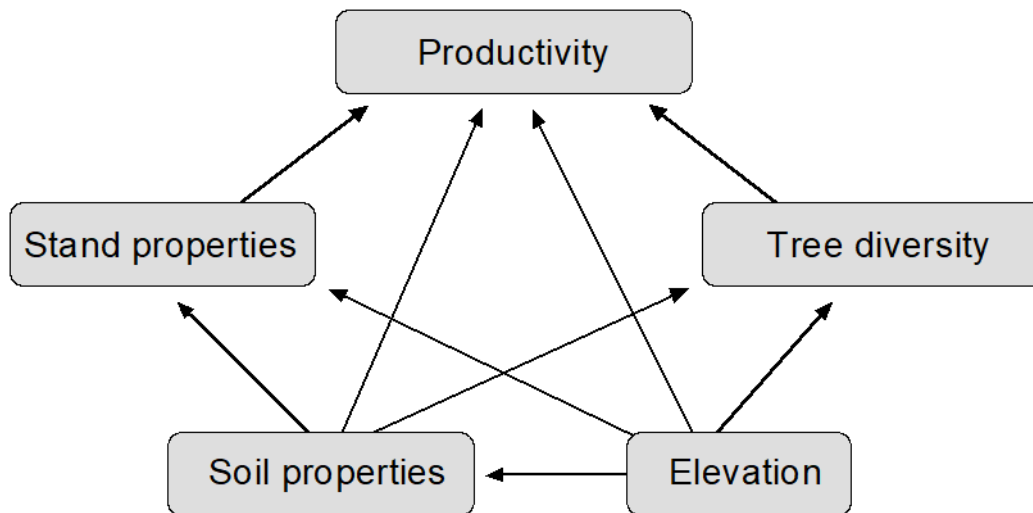 Productivity
Stand properties
Tree diversity
Soil properties
Elevation